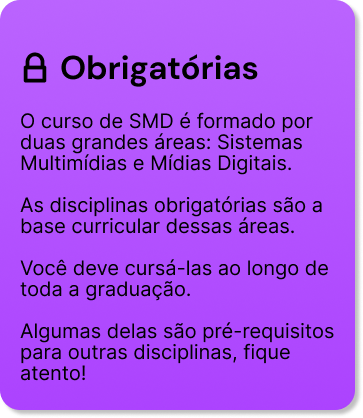 Obrigatórias
O curso de SMD é formado por
duas grandes áreas: Sistemas
Multimídias e Mídias Digitais.
As disciplinas obrigatórias são a
base curricular dessas áreas.
Você deve cursá-las ao longo de
toda a graduação.
Algumas delas são pré-requisitos
para outras disciplinas, fique
atento!